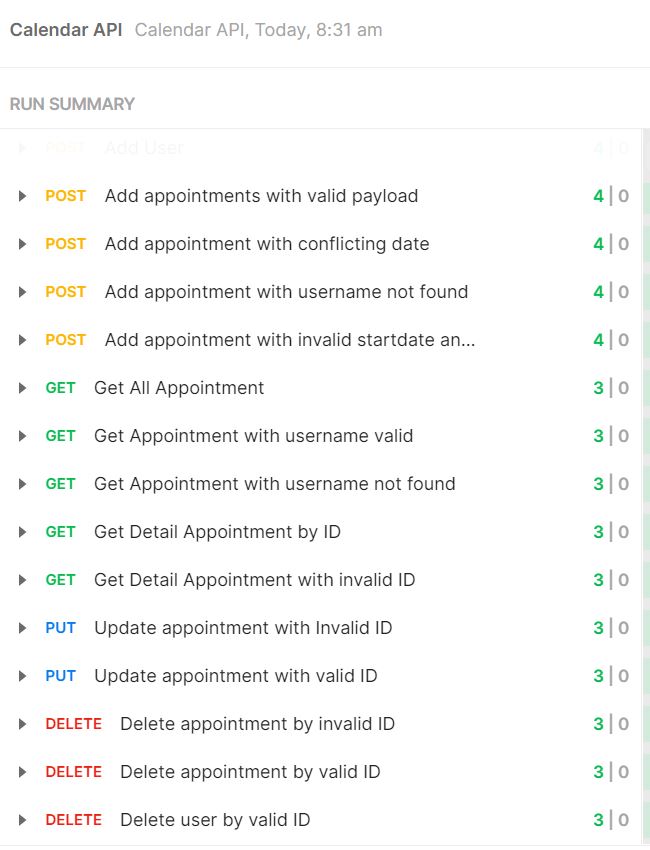 Calendar API Calendar API, Today, 8:31 am
RUN SUMMARY
POST Add User 4 | 0
POST Add appointments with valid payload 4 | 0
POST Add appointment with conflicting date 4 | 0
POST Add appointment with username not found 4 | 0
POST Add appointment with invalid startdate an... 4 | 0
GET Get All Appointment 3 | 0
GET Get Appointment with username valid 3 | 0
GET Get Appointment with username not found 3 | 0
GET Get Detail Appointment by ID 3 | 0
GET Get Detail Appointment with invalid ID 3 | 0
PUT Update appointment with Invalid ID 3 | 0
PUT Update appointment with valid ID 3 | 0
DELETE Delete appointment by invalid ID 3 | 0
DELETE Delete appointment by valid ID 3 | 0
DELETE Delete user by valid ID 3 | 0